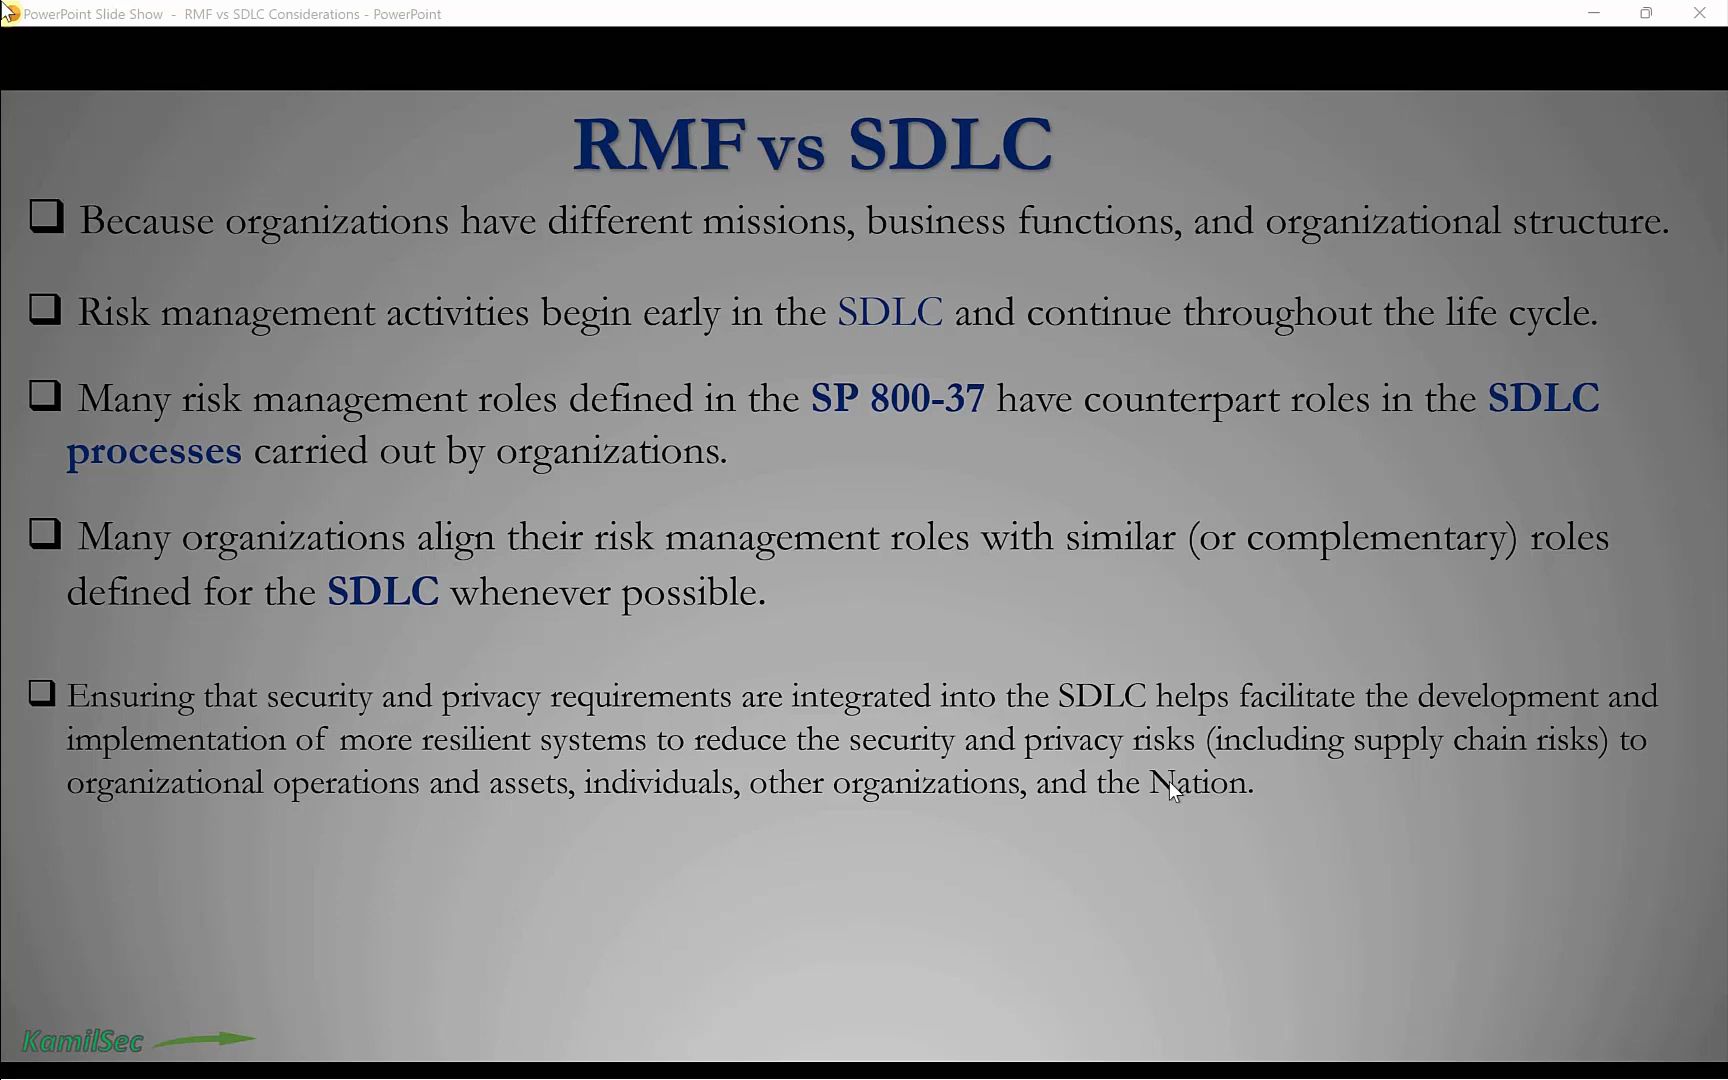 PowerPoint Slide Show - RMF vs SDLC Considerations - PowerPoint
RMF vs SDLC
Because organizations have different missions, business functions, and organizational structure.
Risk management activities begin early in the SDLC and continue throughout the life cycle.
Many risk management roles defined in the SP 800-37 have counterpart roles in the SDLC
processes carried out by organizations.
Many organizations align their risk management roles with similar (or complementary) roles
defined for the SDLC whenever possible.
Ensuring that security and privacy requirements are integrated into the SDLC helps facilitate the development and
implementation of more resilient systems to reduce the security and privacy risks (including supply chain risks) to
organizational operations and assets, individuals, other organizations, and the Nation.
KamilSec